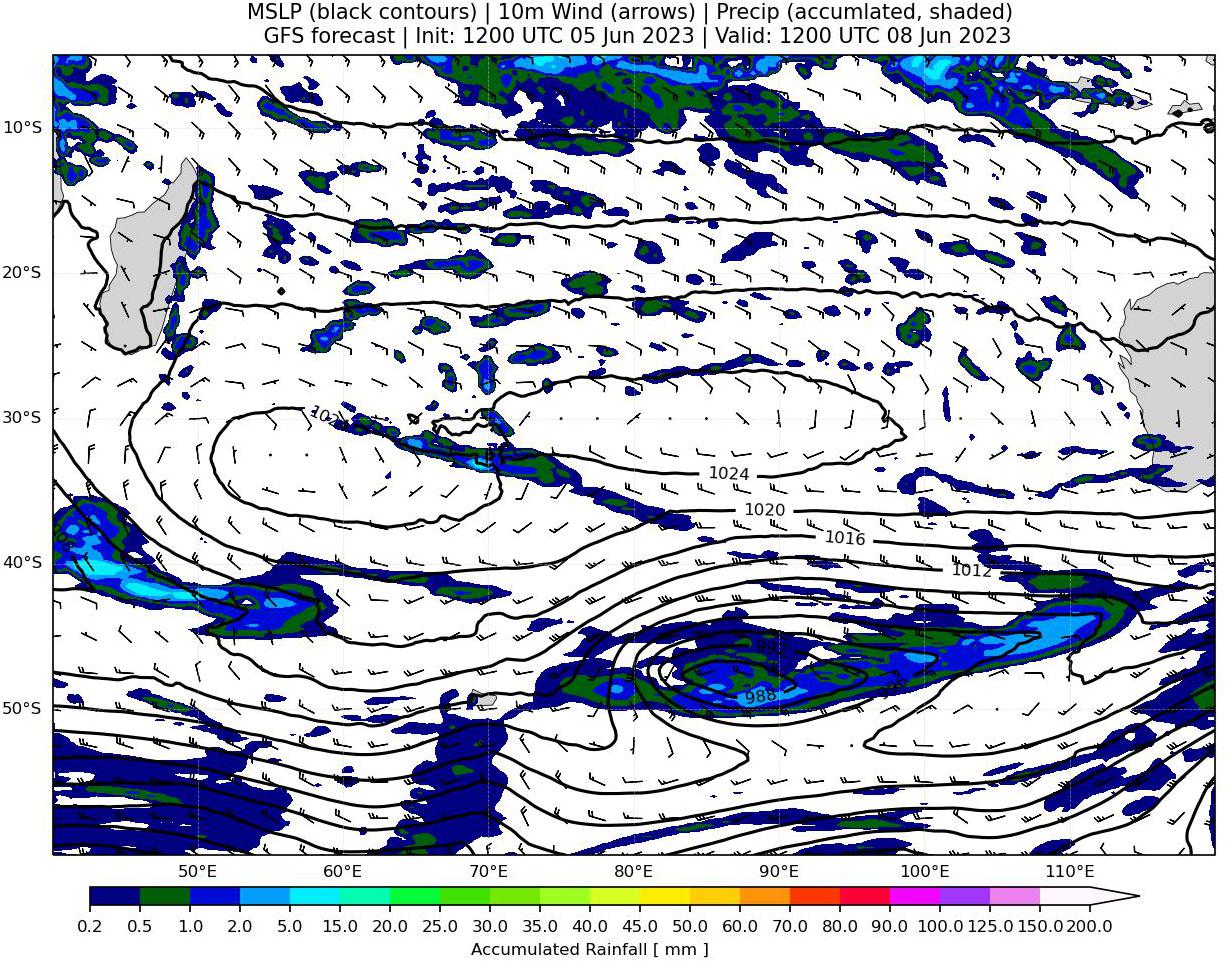 MSLP (black contours) | 10m Wind (arrows) | Precip (accumlated, shaded)
GFS forecast | Init: 1200 UTC 05 Jun 2023 | Valid: 1200 UTC 08 Jun 2023
10°S
20°S
30°S
1024
1020
1016
40°S
1012
988
996
50°S
50°E 60°E 70°E 80°E 90°E 100°E 110°E
0.2 0.5 1.0 2.0 5.0 10.0 15.0 20.0 25.0 30.0 35.0 40.0 45.0 50.0 60.0 70.0 80.0 90.0 100.0 125.0 150.0 200.0
Accumulated Rainfall [ mm ]